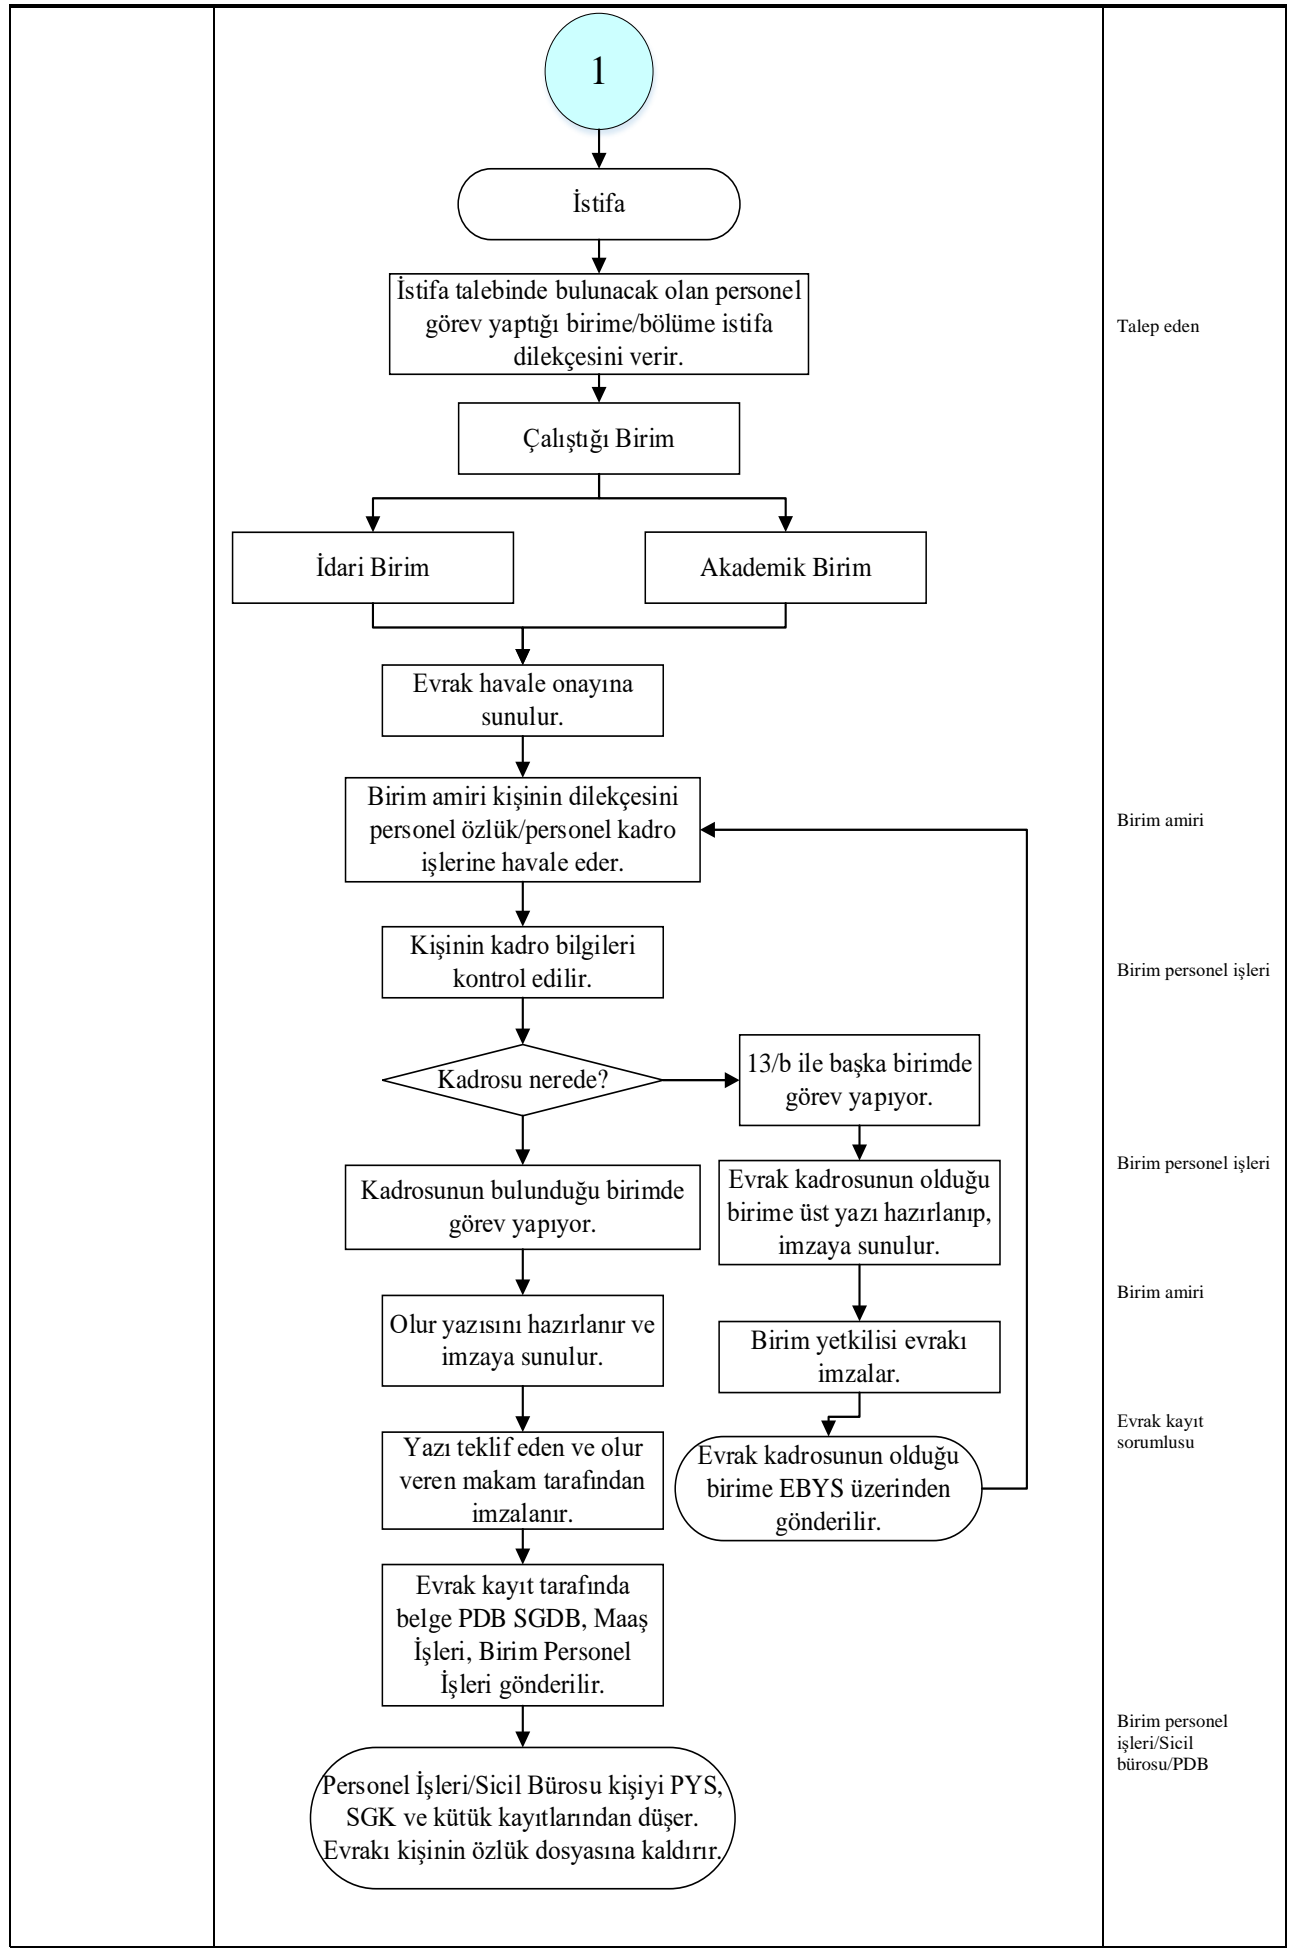 1
İstifa
İstifa talebinde bulunacak olan personel
görev yaptığı birime/bölüme istifa
dilekçesini verir.
Talep eden
Çalıştığı Birim
İdari Birim
Akademik Birim
Evrak havale onayına
sunulur.
Birim amiri kişinin dilekçesini
personel özlük/personel kadro
işlerine havale eder.
Birim amiri
Kişinin kadro bilgileri
kontrol edilir.
Birim personel işleri
Kadrosu nerede?
13/b ile başka birimde
görev yapıyor.
Kadrosunun bulunduğu birimde
görev yapıyor.
Evrak kadrosunun olduğu
birime üst yazı hazırlanıp,
imzaya sunulur.
Birim personel işleri
Olur yazısını hazırlanır ve
imzaya sunulur.
Birim yetkilisi evrakı
imzalar.
Birim amiri
Yazı teklif eden ve olur
veren makam tarafından
imzalanır.
Evrak kadrosunun olduğu
birime EBYS üzerinden
gönderilir.
Evrak kayıt
sorumlusu
Evrak kayıt tarafında
belge PDB SGDB, Maaş
İşleri, Birim Personel
İşleri gönderilir.
Personel İşleri/Sicil Bürosu kişiyi PYS,
SGK ve kütük kayıtlarından düşer.
Evrakı kişinin özlük dosyasına kaldırır.
Birim personel
işleri/Sicil
bürosu/PDB